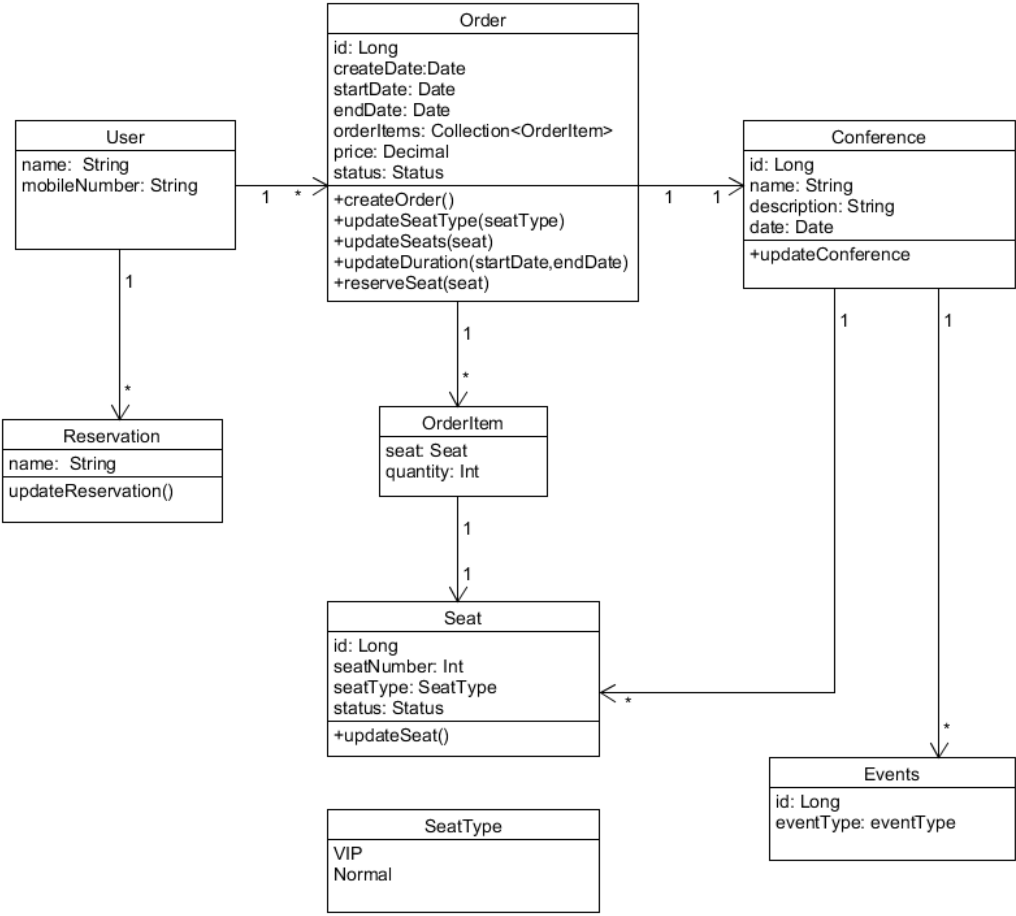 Order
id: Long
createDate:Date
startDate: Date
endDate: Date
orderItems: Collection<OrderItem>
price: Decimal
status: Status
+createOrder()
+updateSeatType(seatType)
+updateSeats(seat)
+updateDuration(startDate,endDate)
+reserveSeat(seat)
User
name:  String
mobileNumber: String
1
*
1
1
Conference
id: Long
name: String
description: String
date: Date
+updateConference
1
*
1
*
1
1
Reservation
name:  String
updateReservation()
OrderItem
seat: Seat
quantity: Int
1
1
Seat
id: Long
seatNumber: Int
seatType: SeatType
status: Status
+updateSeat()
*
*
Events
id: Long
eventType: eventType
SeatType
VIP
Normal